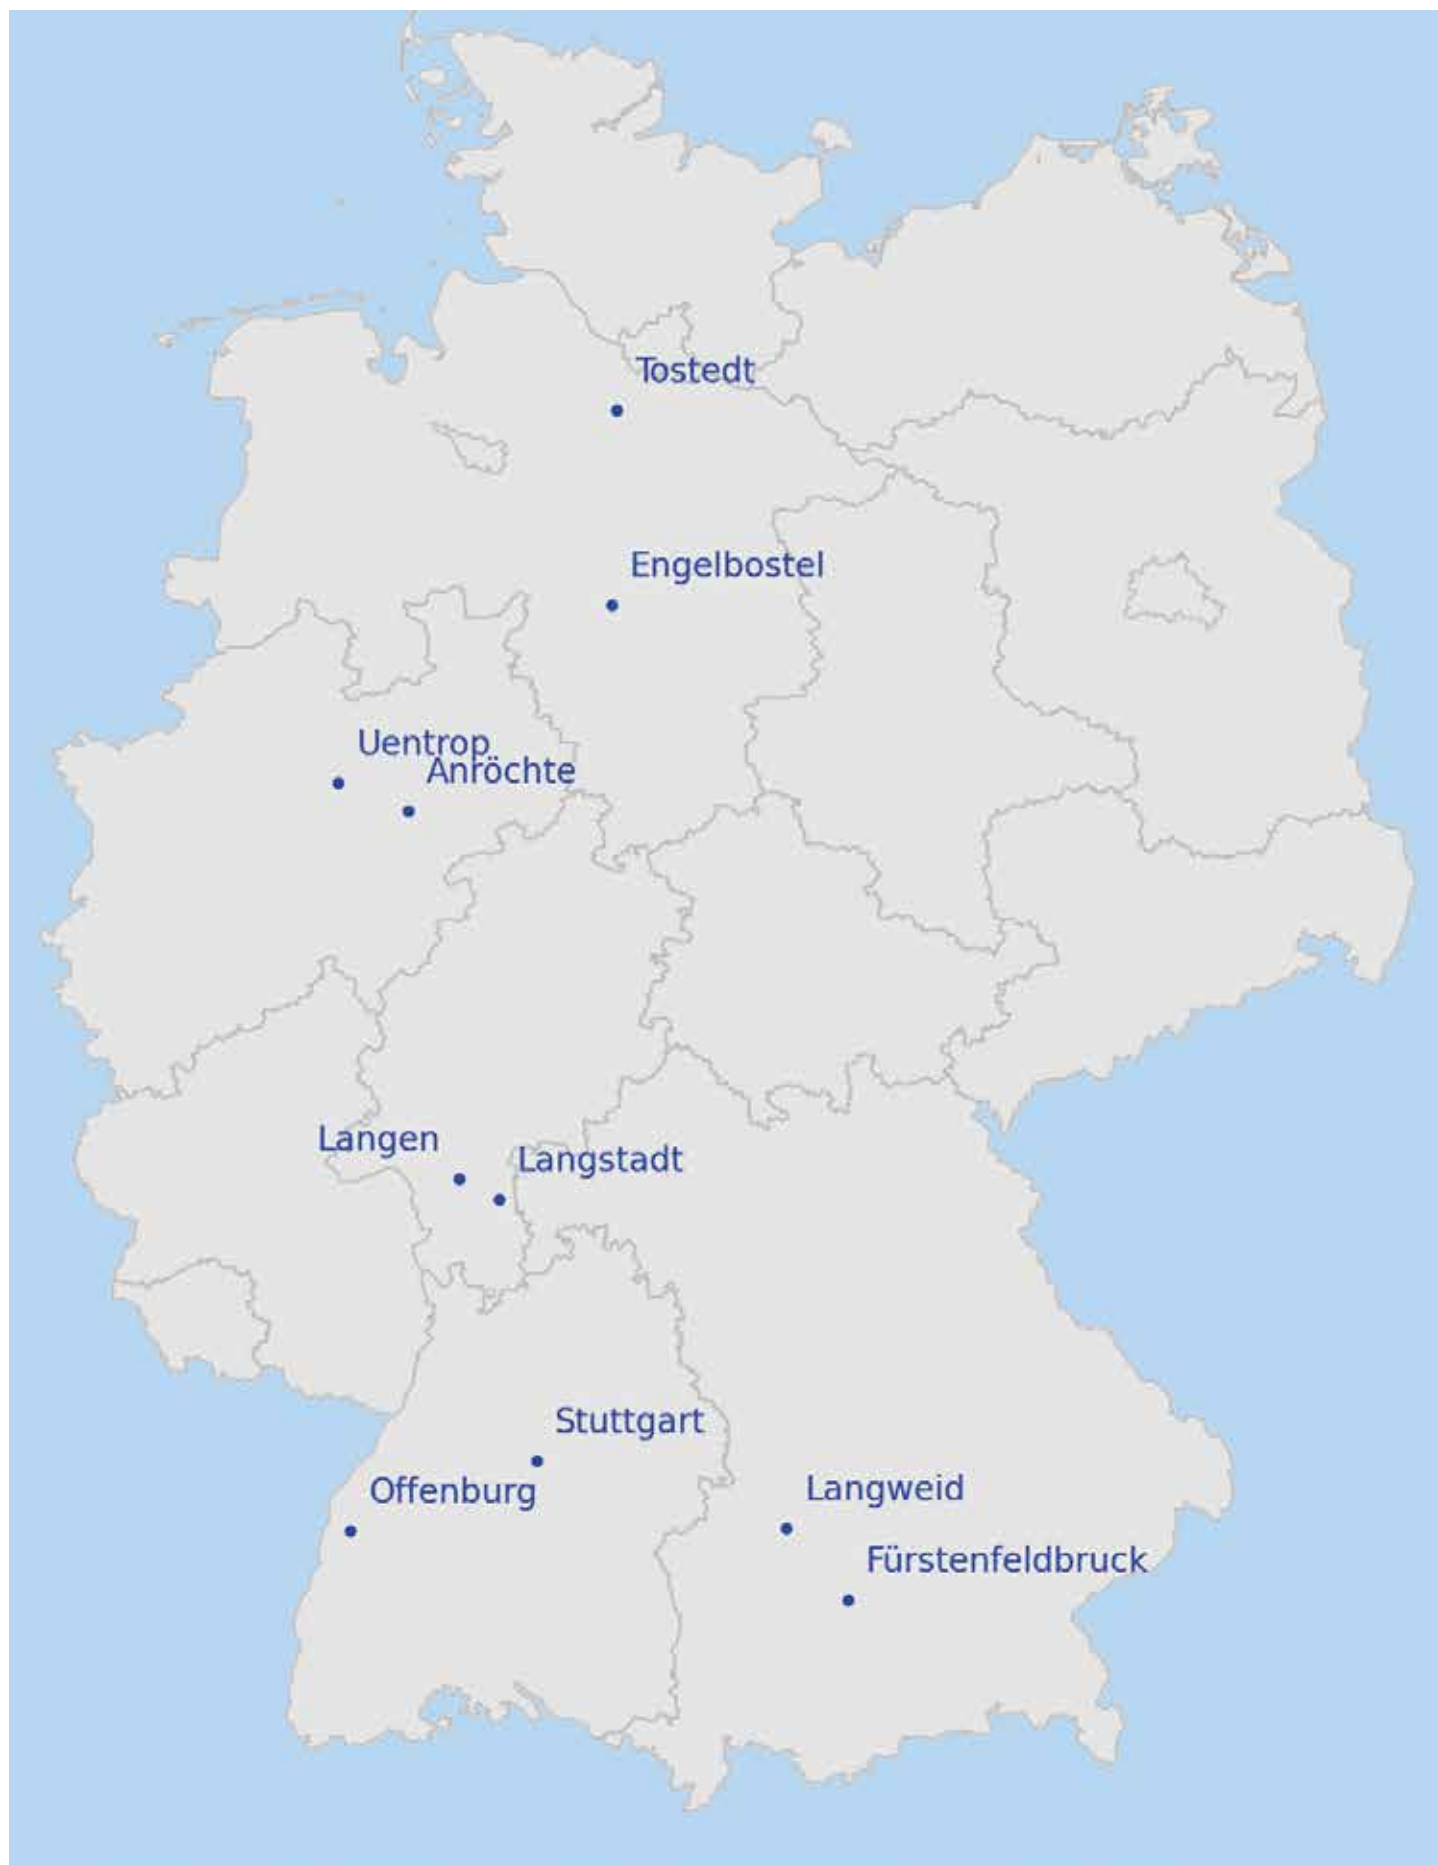 Tostedt
Engelbostel
Uentrop
Anröchte
Langen
Langstadt
Stuttgart
Offenburg
Langweid
Fürstenfeldbruck